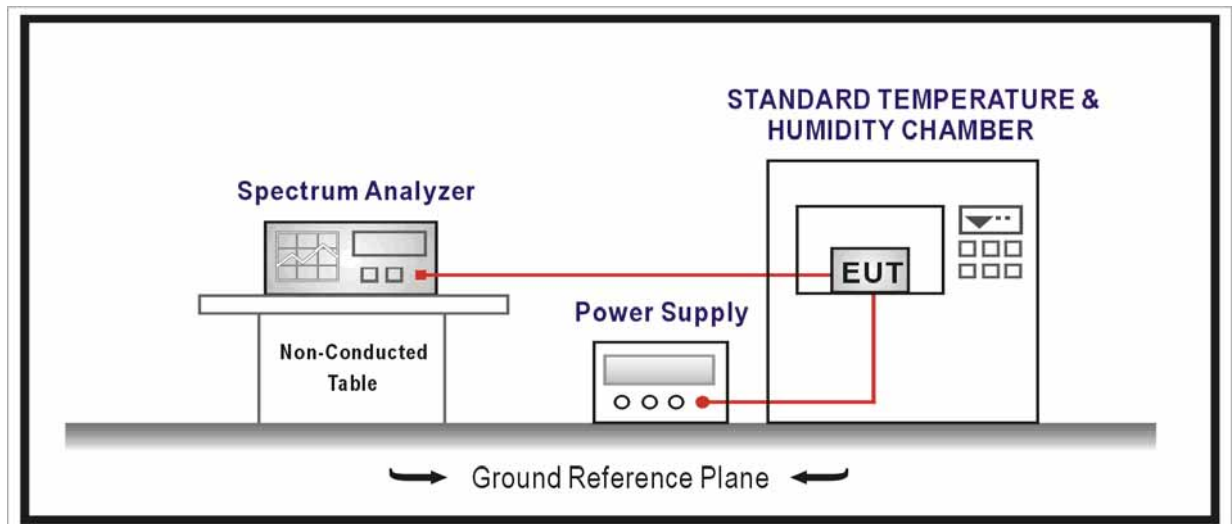 STANDARD TEMPERATURE &
HUMIDITY CHAMBER
Spectrum Analyzer
EUT
Power Supply
Non-Conducted
Table
Ground Reference Plane